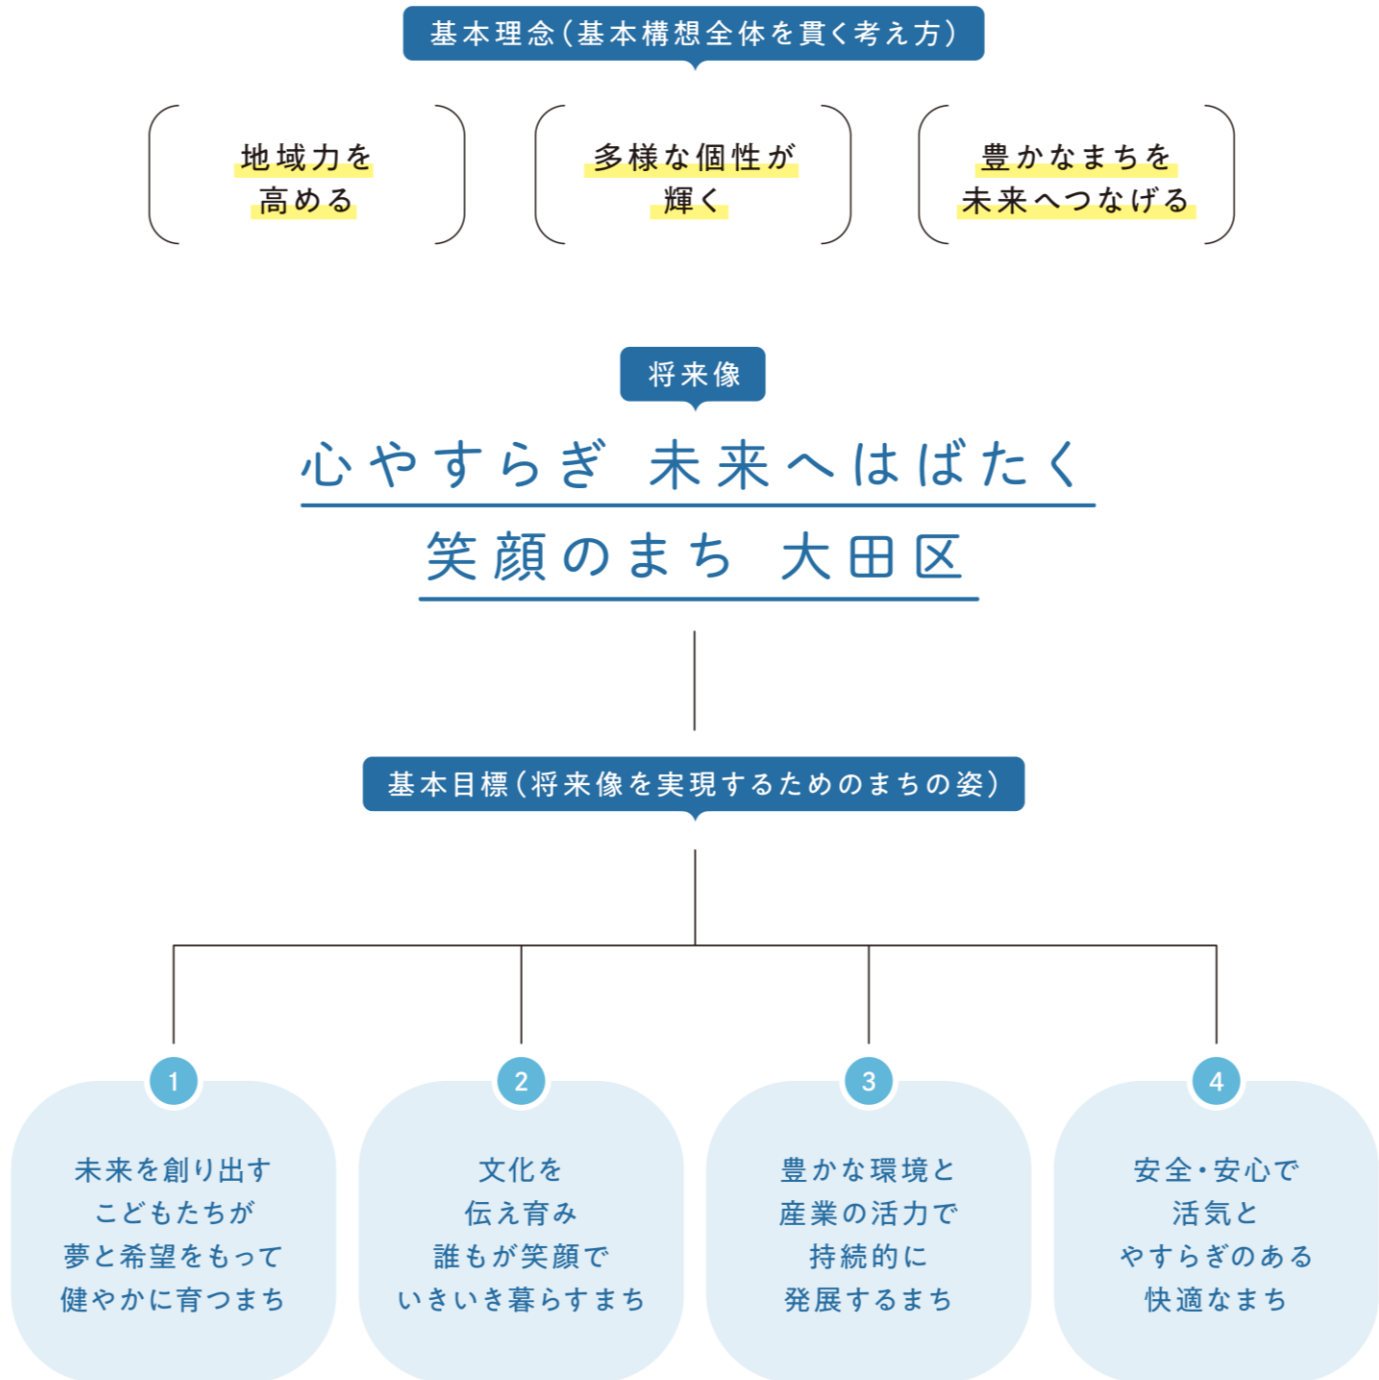 基本理念(基本構想全体を貫く考え方)
地域力を
高める
多様な個性が
輝く
豊かなまちを
未来へつなげる
将来像
心やすらぎ 未来へはばたく
笑顔のまち 大田区
基本目標(将来像を実現するためのまちの姿)
1
未来を創り出す
こどもたちが
夢と希望をもって
健やかに育つまち
2
文化を
伝え育み
誰もが笑顔で
いきいき暮らすまち
3
豊かな環境と
産業の活力で
持続的に
発展するまち
4
安全・安心で
活気と
やすらぎのある
快適なまち